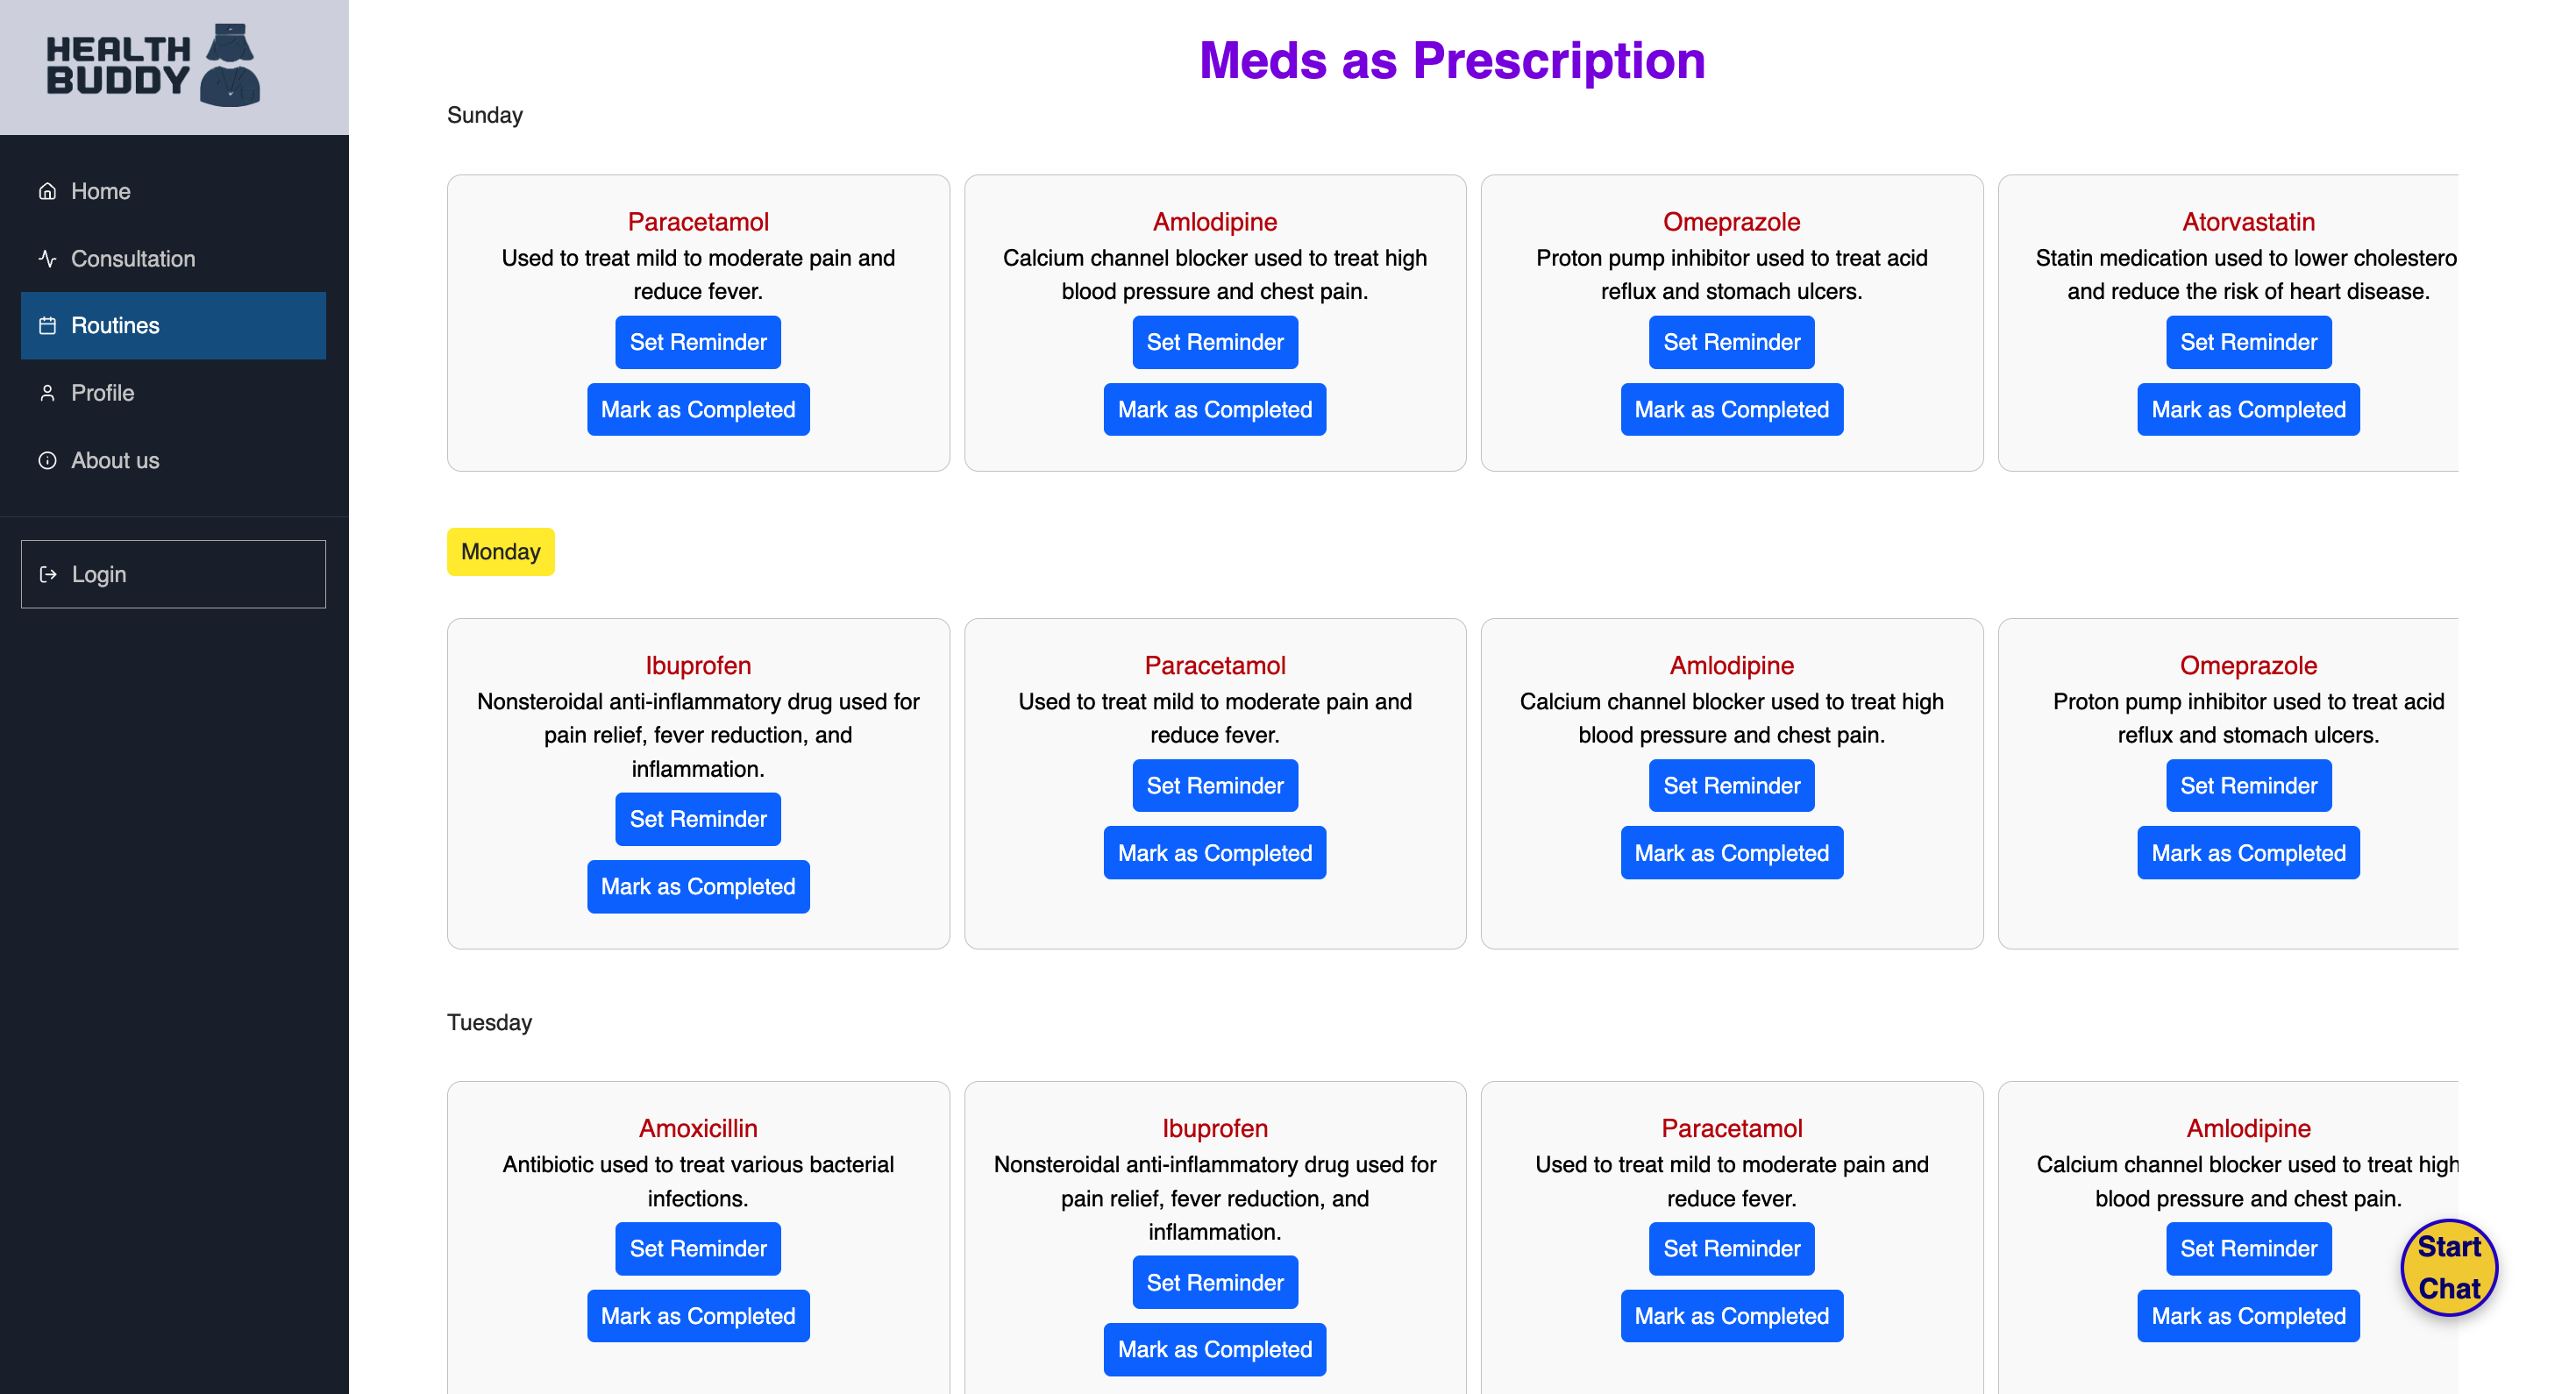 HEALTH
BUDDY
Home
Consultation
Routines
Profile
About us
Login
Meds as Prescription
Sunday
Paracetamol
Used to treat mild to moderate pain and
reduce fever.
Set Reminder
Mark as Completed
Amlodipine
Calcium channel blocker used to treat high
blood pressure and chest pain.
Set Reminder
Mark as Completed
Omeprazole
Proton pump inhibitor used to treat acid
reflux and stomach ulcers.
Set Reminder
Mark as Completed
Atorvastatin
Statin medication used to lower cholestero
and reduce the risk of heart disease.
Set Reminder
Mark as Completed
Monday
Ibuprofen
Nonsteroidal anti-inflammatory drug used for
pain relief, fever reduction, and
inflammation.
Set Reminder
Mark as Completed
Paracetamol
Used to treat mild to moderate pain and
reduce fever.
Set Reminder
Mark as Completed
Amlodipine
Calcium channel blocker used to treat high
blood pressure and chest pain.
Set Reminder
Mark as Completed
Omeprazole
Proton pump inhibitor used to treat acid
reflux and stomach ulcers.
Set Reminder
Mark as Completed
Tuesday
Amoxicillin
Antibiotic used to treat various bacterial
infections.
Set Reminder
Mark as Completed
Ibuprofen
Nonsteroidal anti-inflammatory drug used for
pain relief, fever reduction, and
inflammation.
Set Reminder
Mark as Completed
Paracetamol
Used to treat mild to moderate pain and
reduce fever.
Set Reminder
Mark as Completed
Amlodipine
Calcium channel blocker used to treat high
blood pressure and chest pain.
Set Reminder
Mark as Completed
Start
Chat